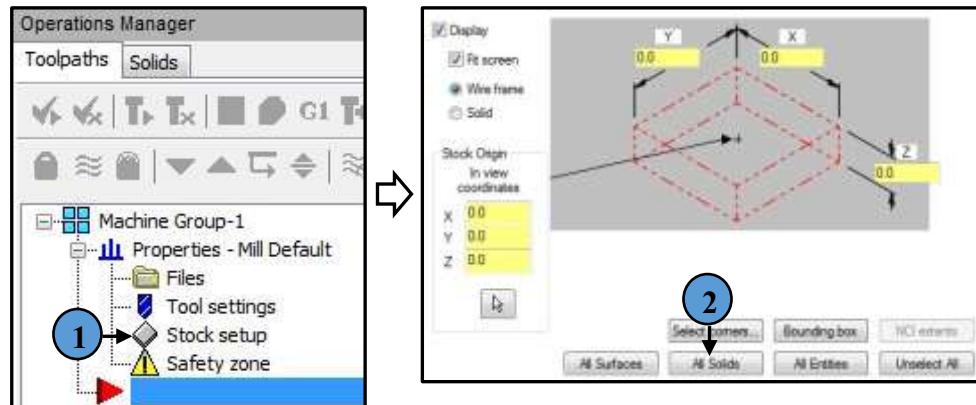 Operations Manager
Toolpaths Solids
G1
Machine Group-1
Properties - Mill Default
Files
Tool settings
1 Stock setup
Safety zone
Display
Fit screen
Wire frame
Solid
Y X
0.0 0.0
Z
0.0
Stock Origin
In view
coordinates
X 0.0
Y 0.0
Z 0.0
2
Select corners... Bounding box NCI extents
All Surfaces All Solids All Entities Unselect All